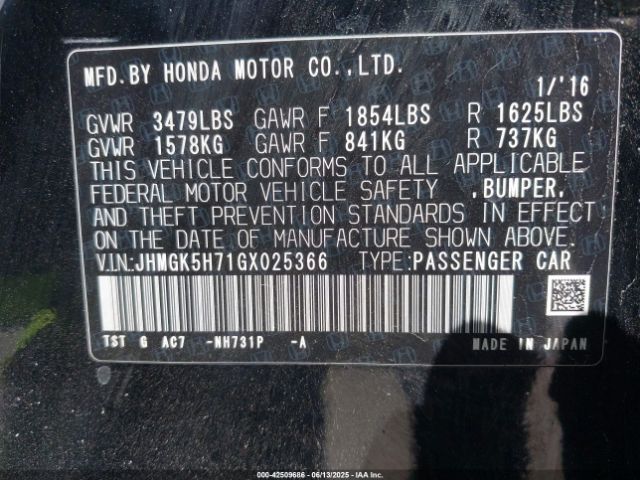 MFD.BY HONDA MOTOR CO.,LTD.
1/'16
GVWR 3479LBS GAWR F 1854LBS R 1625LBS
GVWR 1578KG GAWR F 841KG R 737KG
THIS VEHICLE CONFORMS TO ALL APPLICABLE
FEDERAL MOTOR VEHICLE SAFETY ,BUMPER,
AND THEFT PREVENTION STANDARDS IN EFFECT
ON THE DATE OF MANUFACTURE SHOWN ABOVE.
V.I.N:JHMGK5H71GX025366 TYPE:PASSENGER CAR
TST G AC7 -NH731P -A MADE IN JAPAN
000-42509686 - 06/13/2025 - IAAI.com